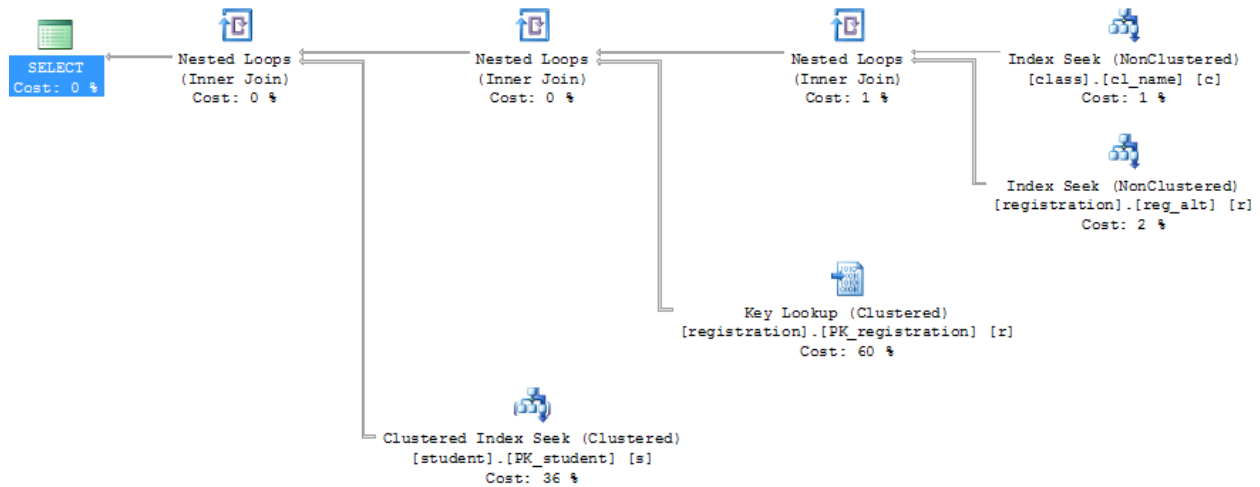 SELECT
Cost: 0 %
Nested Loops
(Inner Join)
Cost: 0 %
Nested Loops
(Inner Join)
Cost: 0 %
Nested Loops
(Inner Join)
Cost: 1 %
Index Seek (NonClustered)
[class].[cl_name] [c]
Cost: 1 %
Index Seek (NonClustered)
[registration].[reg_alt] [r]
Cost: 2 %
Key Lookup (Clustered)
[registration].[PK_registration] [r]
Cost: 60 %
Clustered Index Seek (Clustered)
[student].[PK_student] [s]
Cost: 36 %